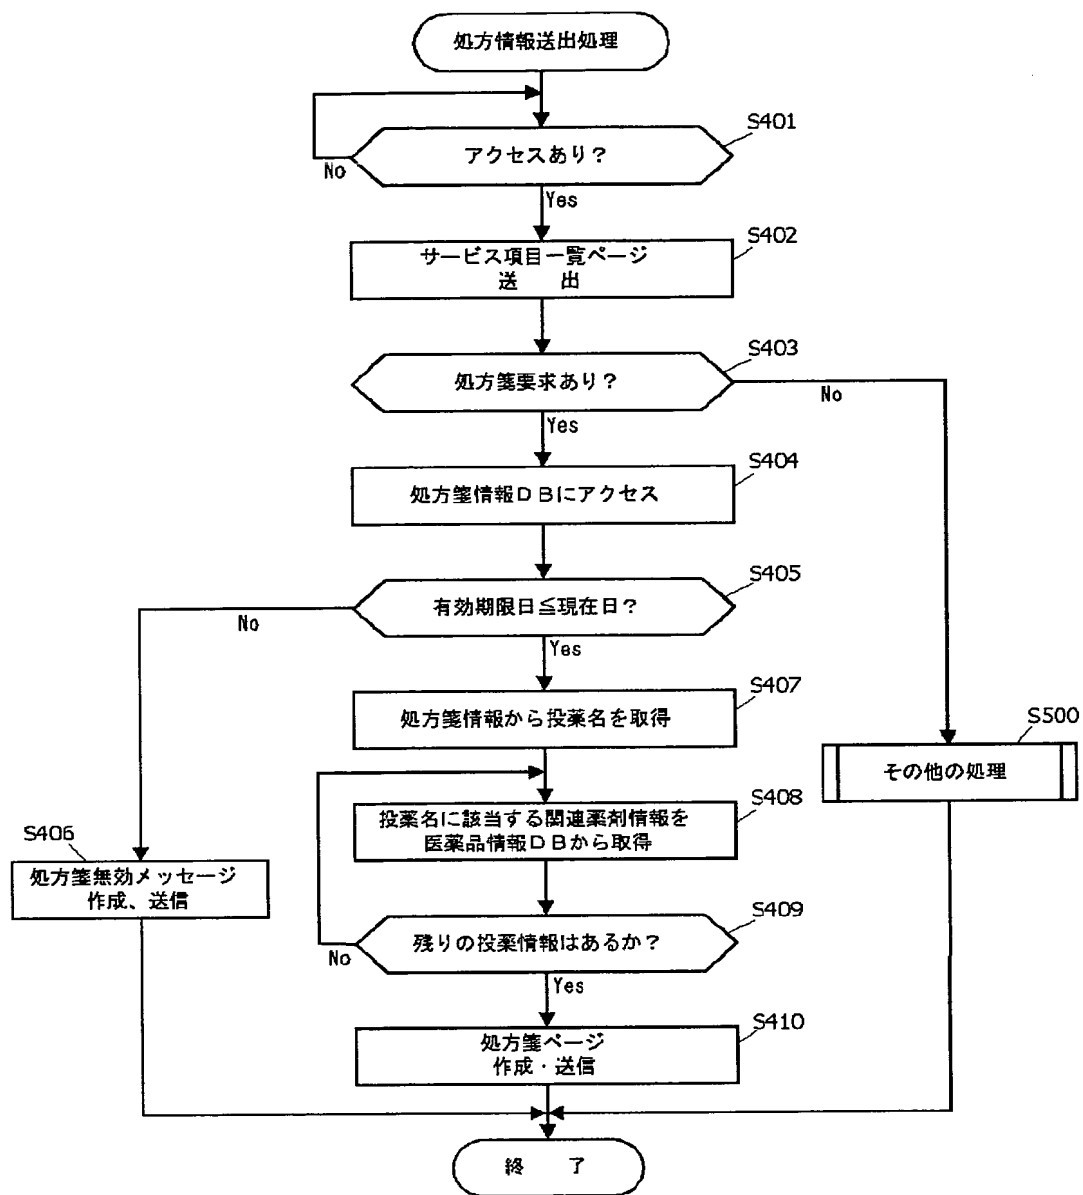 処方情報送出処理
S401
アクセスあり？
No
Yes
S402
サービス項目一覧ページ
送　　出
S403
処方箋要求あり？
No
Yes
S404
処方箋情報ＤＢにアクセス
S405
有効期限日≦現在日？
No
Yes
S407
処方箋情報から投薬名を取得
S500
その他の処理
S408
投薬名に該当する関連薬剤情報を
医薬品情報ＤＢから取得
S406
処方箋無効メッセージ
作成、送信
S409
残りの投薬情報はあるか？
No
Yes
S410
処方箋ページ
作成・送信
終　　了